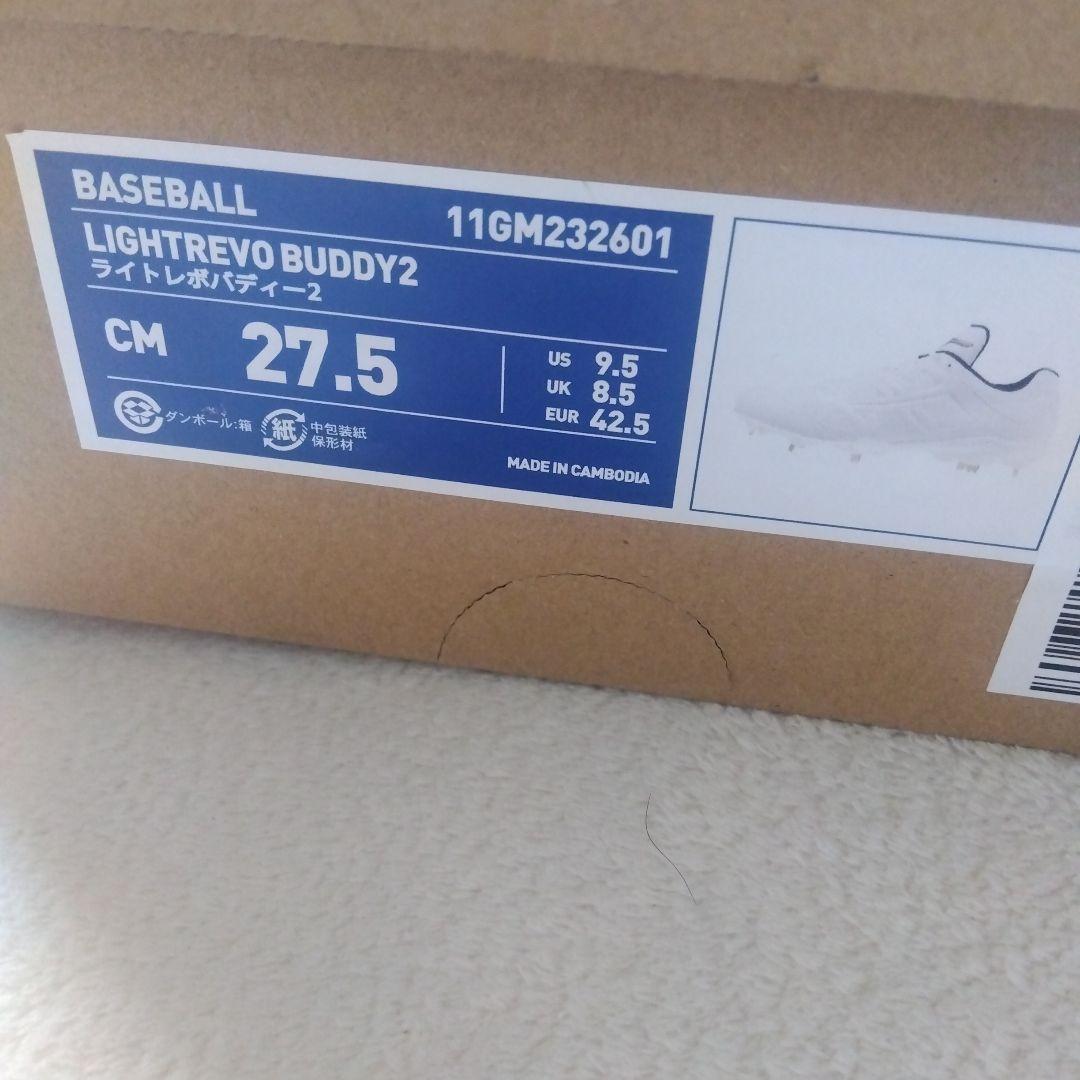 BASEBALL
11GM232601
LIGHTREVO BUDDY2
ライトレボバディー2
CM 27.5
US 9.5
UK 8.5
EUR 42.5
ダンボール:箱
紙
中包装紙
保形材
MADE IN CAMBODIA